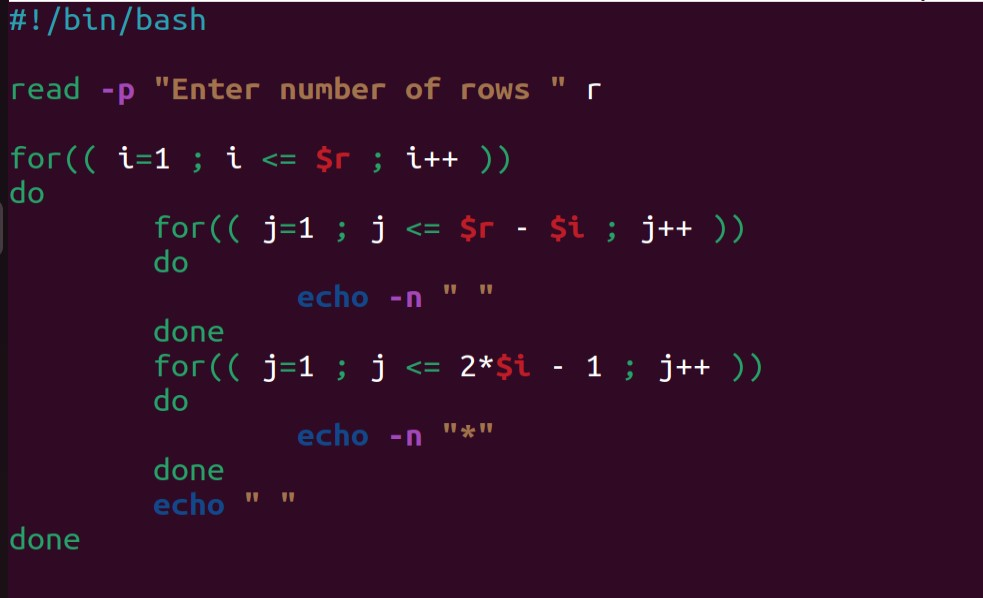 #!/bin/bash

read -p "Enter number of rows " r

for(( i=1 ; i <= $r ; i++ ))
do
        for(( j=1 ; j <= $r - $i ; j++ ))
        do
                echo -n " "
        done
        for(( j=1 ; j <= 2*$i - 1 ; j++ ))
        do
                echo -n "*"
        done
        echo " "
done